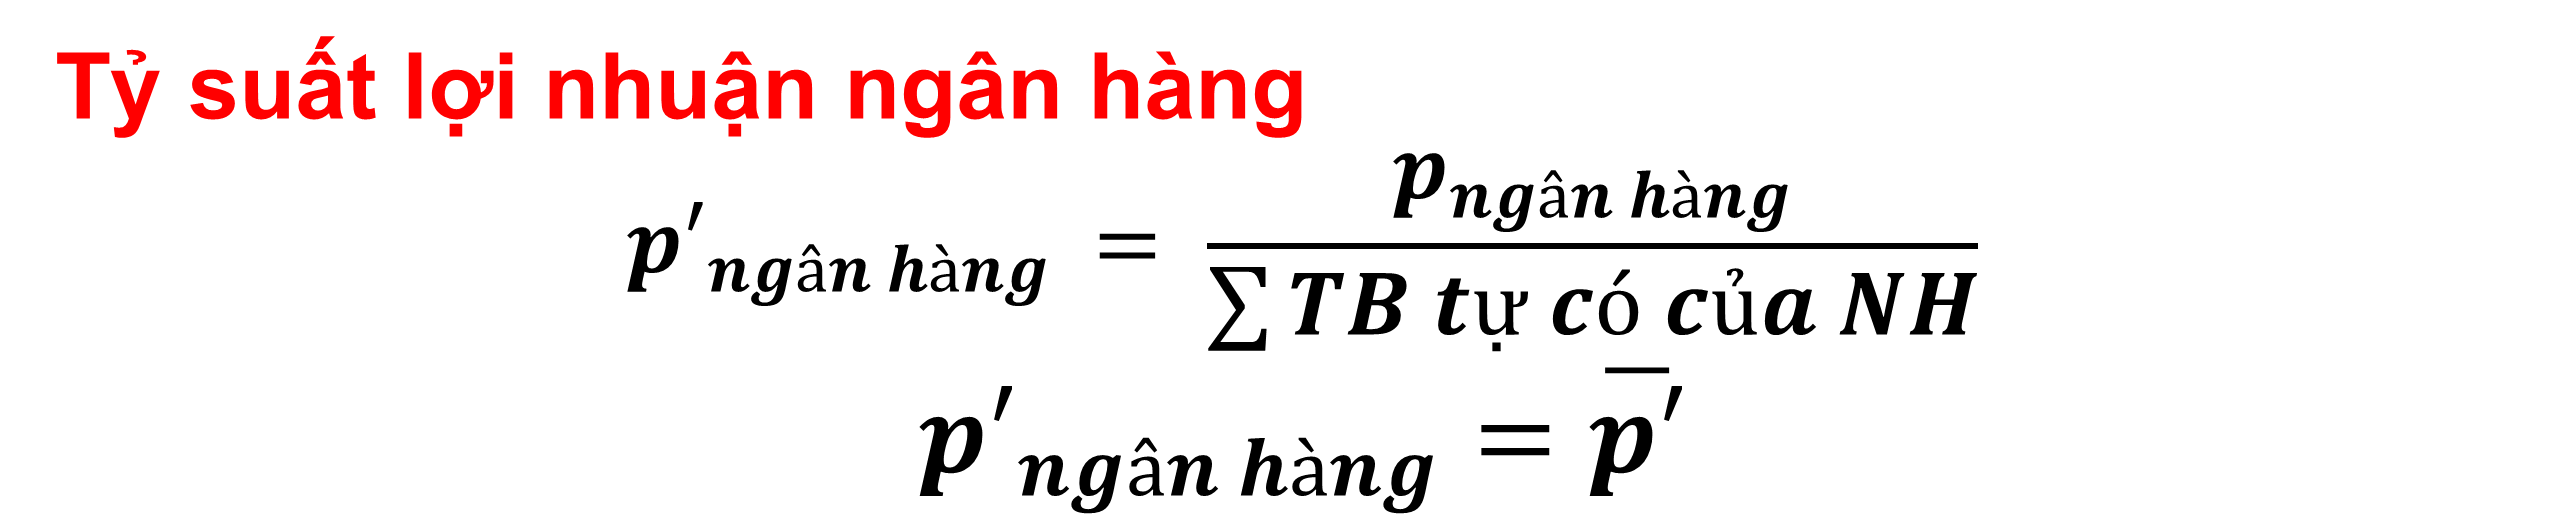 Tỷ suất lợi nhuận ngân hàng
p′ngân hàng = pngân hàng / ∑ TB tự có của NH
p′ngân hàng = p̅′